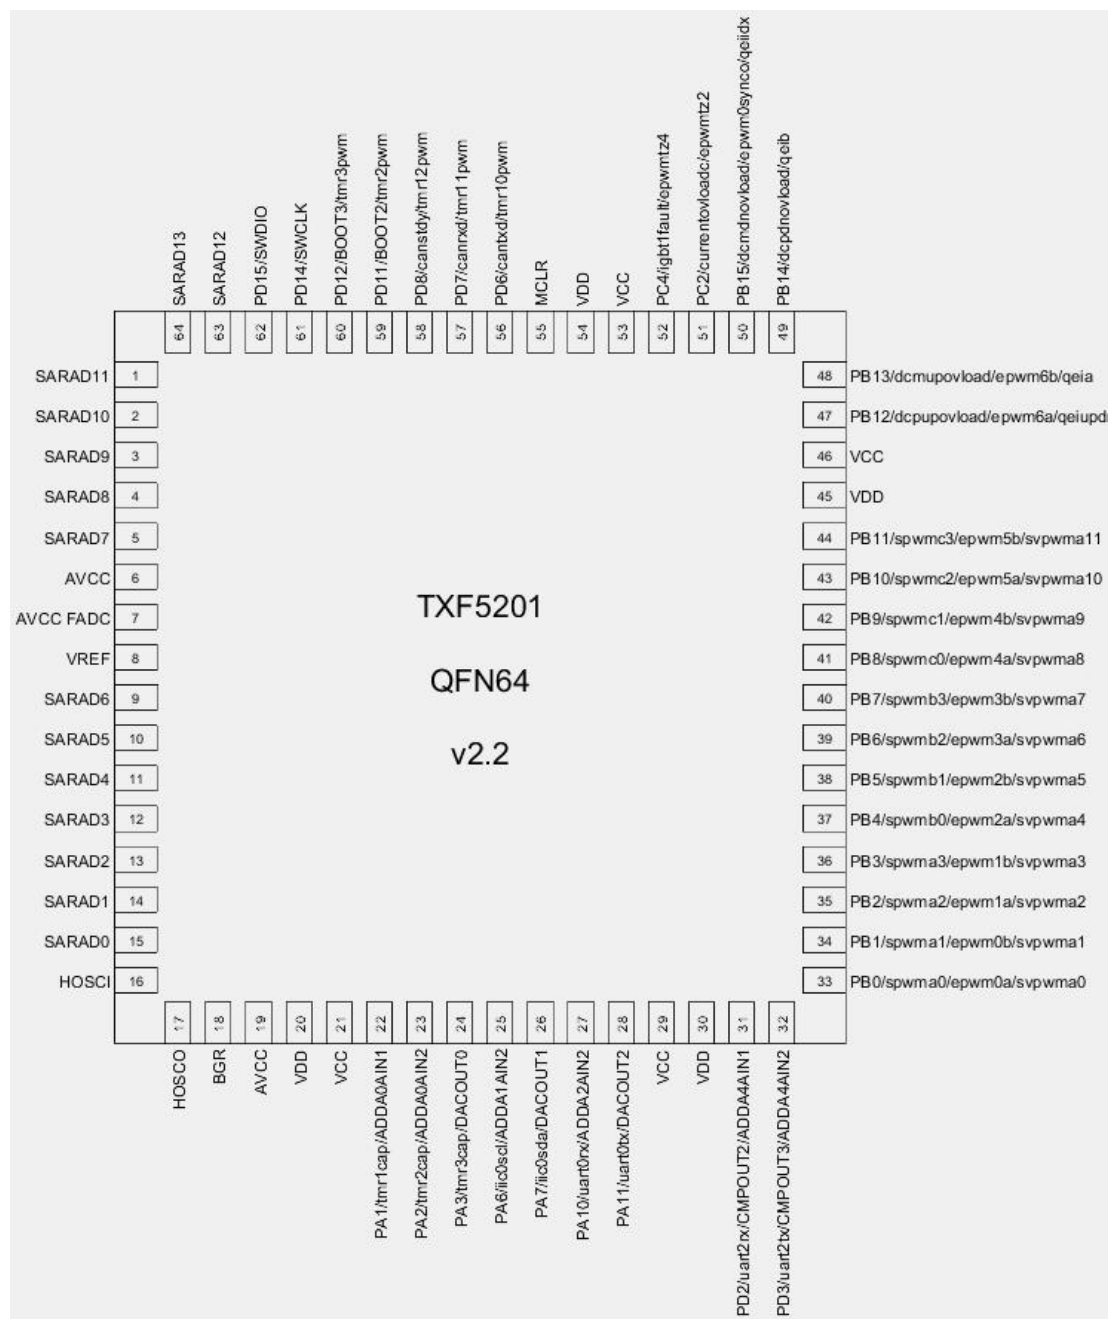 SARAD13
SARAD12
PD15/SWDIO
PD14/SWCLK
PD12/BOOT3/tmr3pwm
PD11/BOOT2/tmr2pwm
PD8/canstdy/tmr12pwm
PD7/canrxd/tmr11pwm
PD6/cantxd/tmr10pwm
MCLR
VDD
VCC
PC4/igbt1fault/epwmtz4
PC2/currentovloadc/epwmtz2
PB15/dcmdnovload/epwm0synco/qeiidx
PB14/dcpdnovload/qeib
64
63
62
61
60
59
58
57
56
55
54
53
52
51
50
49
SARAD11 1
SARAD10 2
SARAD9 3
SARAD8 4
SARAD7 5
AVCC 6
AVCC FADC 7
VREF 8
SARAD6 9
SARAD5 10
SARAD4 11
SARAD3 12
SARAD2 13
SARAD1 14
SARAD0 15
HOSCI 16
TXF5201
QFN64
v2.2
48 PB13/dcmupovload/epwm6b/qeia
47 PB12/dcpupovload/epwm6a/qeiupd
46 VCC
45 VDD
44 PB11/spwmc3/epwm5b/svpwma11
43 PB10/spwmc2/epwm5a/svpwma10
42 PB9/spwmc1/epwm4b/svpwma9
41 PB8/spwmc0/epwm4a/svpwma8
40 PB7/spwmb3/epwm3b/svpwma7
39 PB6/spwmb2/epwm3a/svpwma6
38 PB5/spwmb1/epwm2b/svpwma5
37 PB4/spwmb0/epwm2a/svpwma4
36 PB3/spwma3/epwm1b/svpwma3
35 PB2/spwma2/epwm1a/svpwma2
34 PB1/spwma1/epwm0b/svpwma1
33 PB0/spwma0/epwm0a/svpwma0
17
18
19
20
21
22
23
24
25
26
27
28
29
30
31
32
HOSCO
BGR
AVCC
VDD
VCC
PA1/tmr1cap/ADDA0AIN1
PA2/tmr2cap/ADDA0AIN2
PA3/tmr3cap/DACOUT0
PA6/iic0scl/ADDA1AIN2
PA7/iic0sda/DACOUT1
PA10/uart0rx/ADDA2AIN2
PA11/uart0tx/DACOUT2
VCC
VDD
PD2/uart2rx/CMPOUT2/ADDA4AIN1
PD3/uart2tx/CMPOUT3/ADDA4AIN2